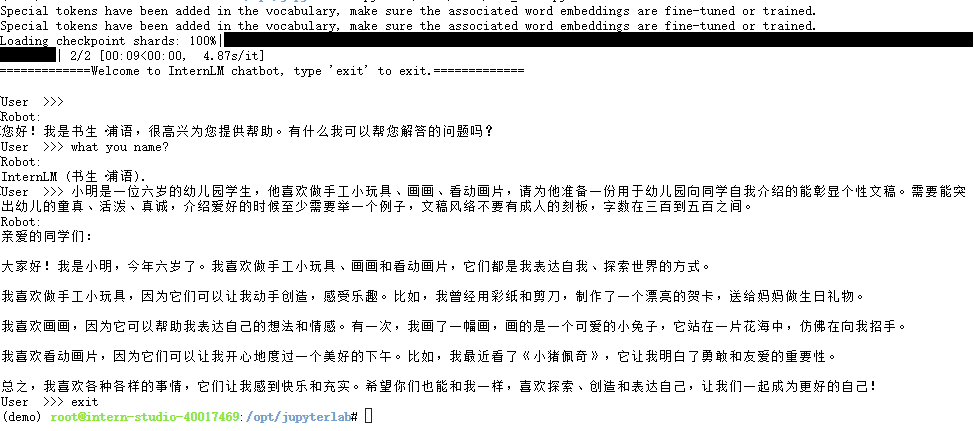 Special tokens have been added in the vocabulary, make sure the associated word embeddings are fine-tuned or trained.
Special tokens have been added in the vocabulary, make sure the associated word embeddings are fine-tuned or trained.
Loading checkpoint shards: 100%|
| 2/2 [00:09<00:00,  4.87s/it]
=============Welcome to InternLM chatbot, type 'exit' to exit.=============
User  >>>
Robot:
您好！我是书生·浦语，很高兴为您提供帮助。有什么我可以帮您解答的问题吗？
User  >>> what you name?
Robot:
InternLM (书生·浦语).
User  >>> 小明是一位六岁的幼儿园学生，他喜欢做手工小玩具、画画、看动画片，请为他准备一份用于幼儿园向同学自我介绍的能彰显个性文稿。需要能突
出幼儿的童真、活泼、真诚，介绍爱好的时候至少需要举一个例子，文稿风络不要有成人的刻板，字数在三百到五百之间。
Robot:
亲爱的同学们：
大家好！我是小明，今年六岁了。我喜欢做手工小玩具、画画和看动画片，它们都是我表达自我、探索世界的方式。
我喜欢做手工小玩具，因为它们可以让我动手创造，感受乐趣。比如，我曾经用彩纸和剪刀，制作了一个漂亮的贺卡，送给妈妈做生日礼物。
我喜欢画画，因为它可以帮助我表达自己的想法和情感。有一次，我画了一幅画，画的是一个可爱的小兔子，它站在一片花海中，仿佛在向我招手。
我喜欢看动画片，因为它们可以让我开心地度过一个美好的下午。比如，我最近看了《小猪佩奇》，它让我明白了勇敢和友爱的重要性。
总之，我喜欢各种各样的事情，它们让我感到快乐和充实。希望你们也能和我一样，喜欢探索、创造和表达自己，让我们一起成为更好的自己！
User  >>> exit
(demo) root@intern-studio-40017469:/opt/jupyterlab#